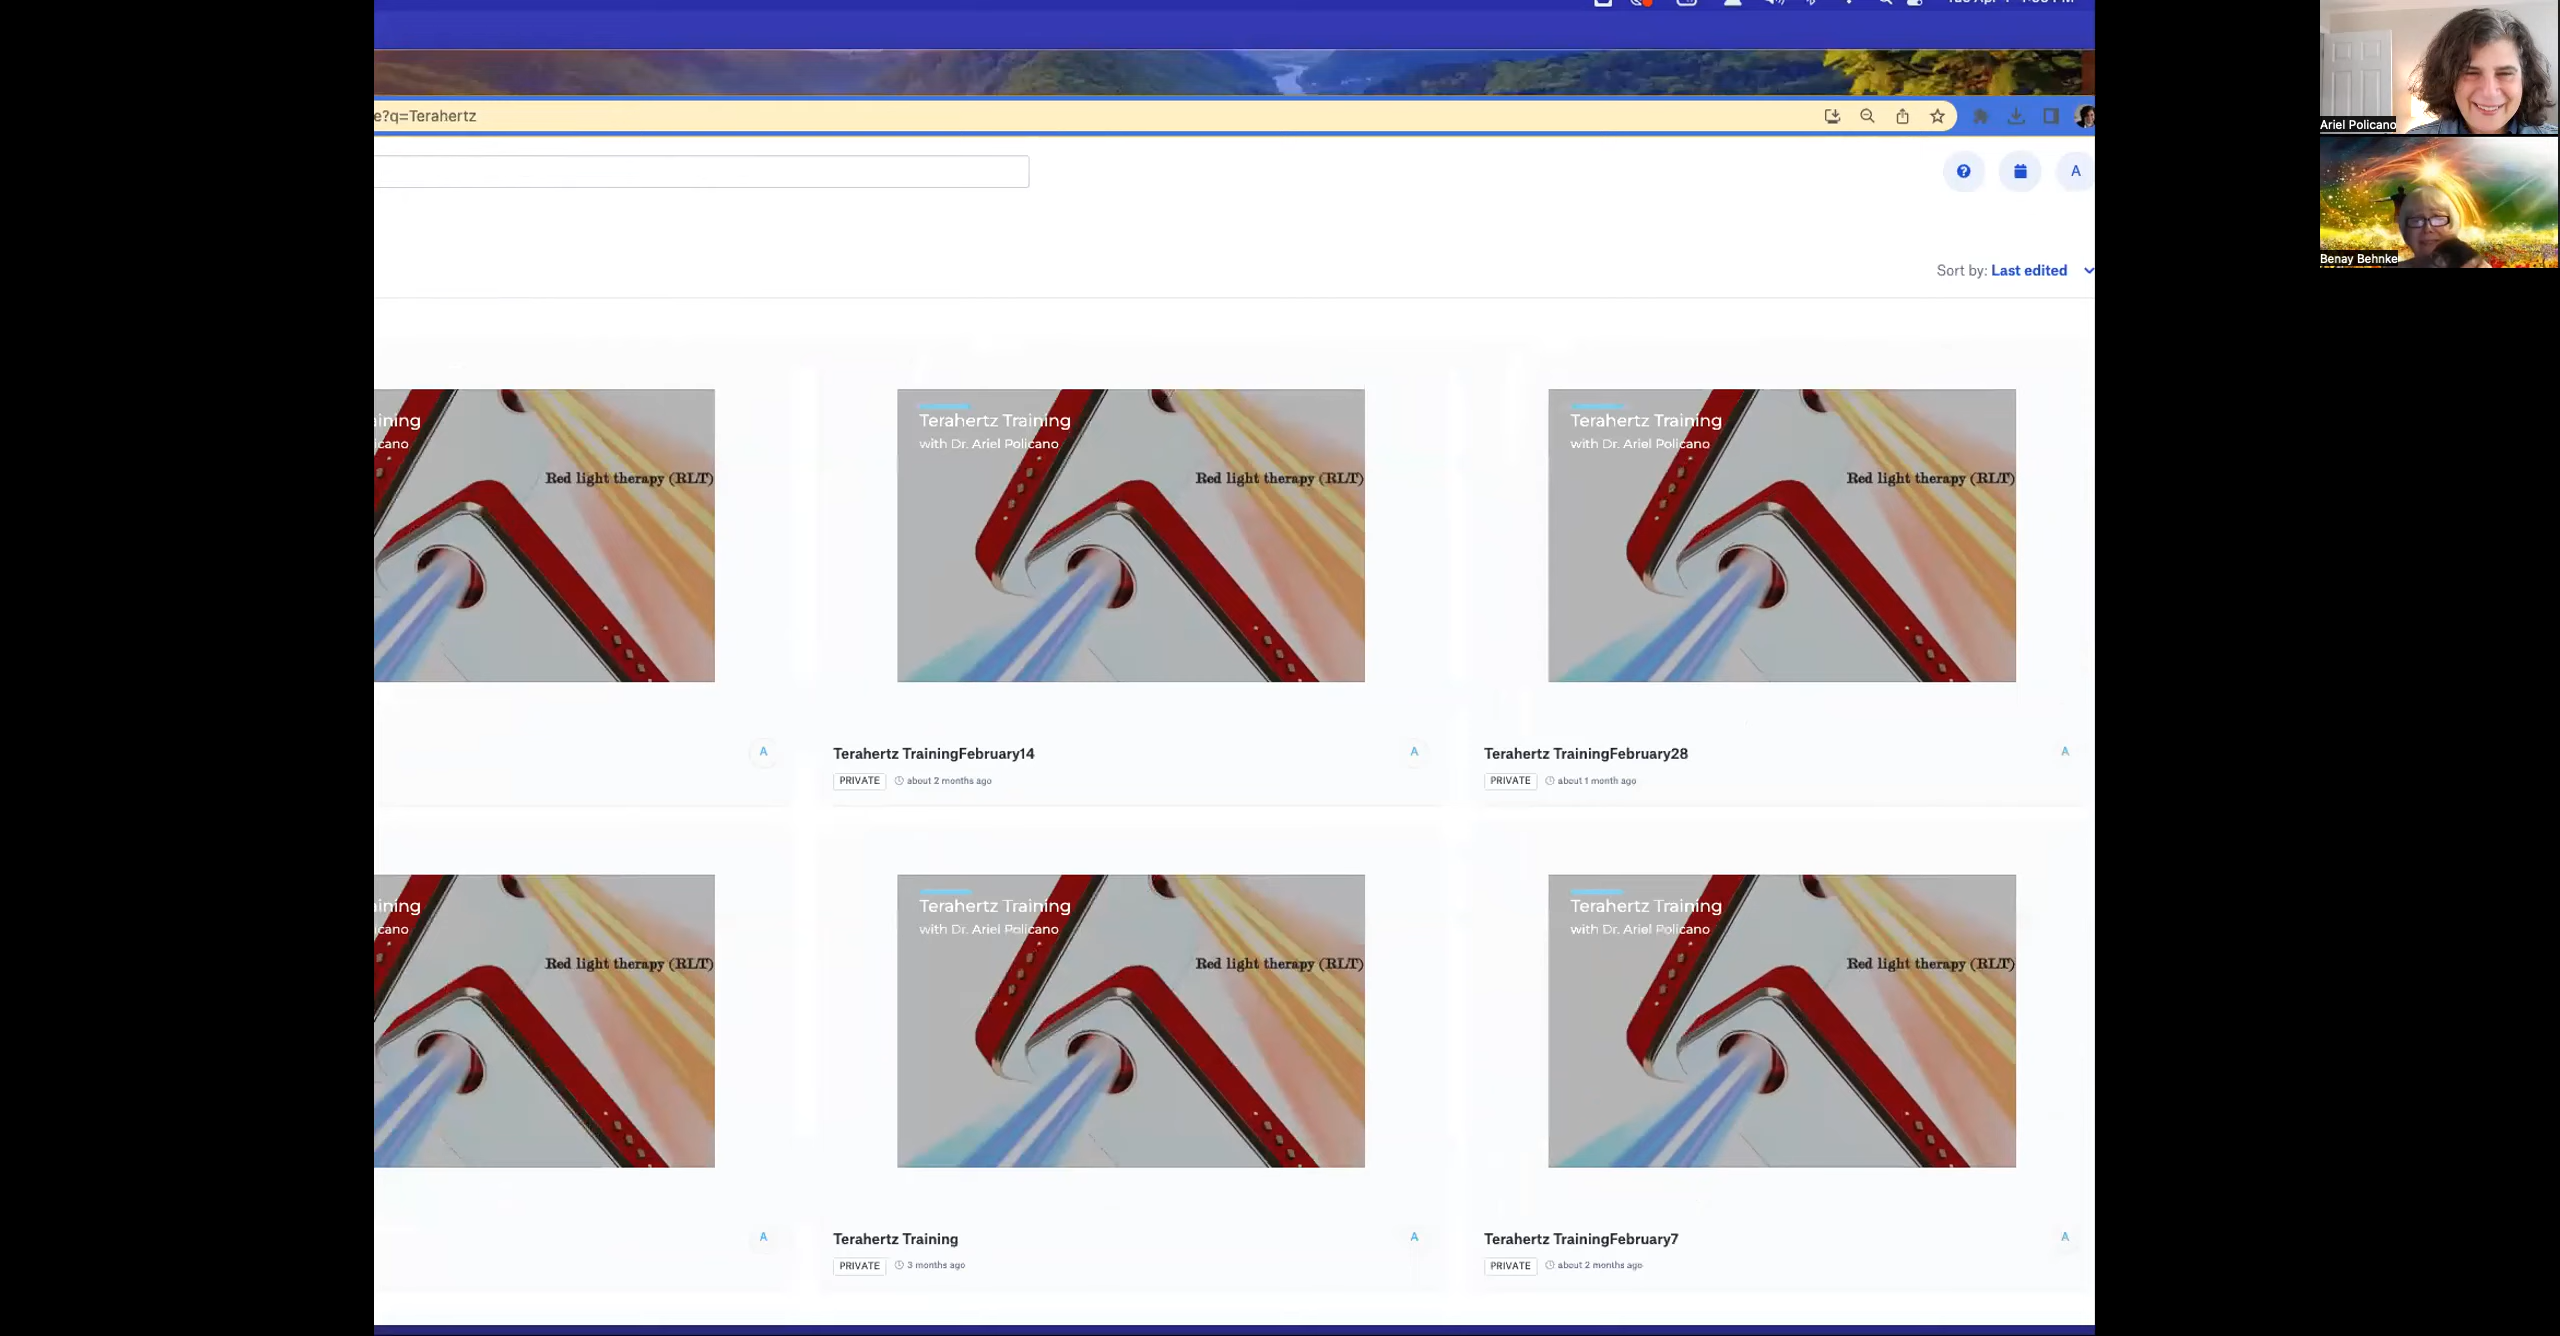 e?q=Terahertz
A
Sort by: Last edited
ining
icano
Red light therapy (RLT)
Terahertz Training
with Dr. Ariel Policano
Red light therapy (RLT)
Terahertz Training
with Dr. Ariel Policano
Red light therapy (RLT)
A
Terahertz TrainingFebruary14
A
PRIVATE about 2 months ago
Terahertz TrainingFebruary28
A
PRIVATE about 1 month ago
ining
icano
Red light therapy (RLT)
Terahertz Training
with Dr. Ariel Policano
Red light therapy (RLT)
Terahertz Training
with Dr. Ariel Policano
Red light therapy (RLT)
A
Terahertz Training
A
PRIVATE 3 months ago
Terahertz TrainingFebruary7
A
PRIVATE about 2 months ago
Ariel Policano
Benay Behnke